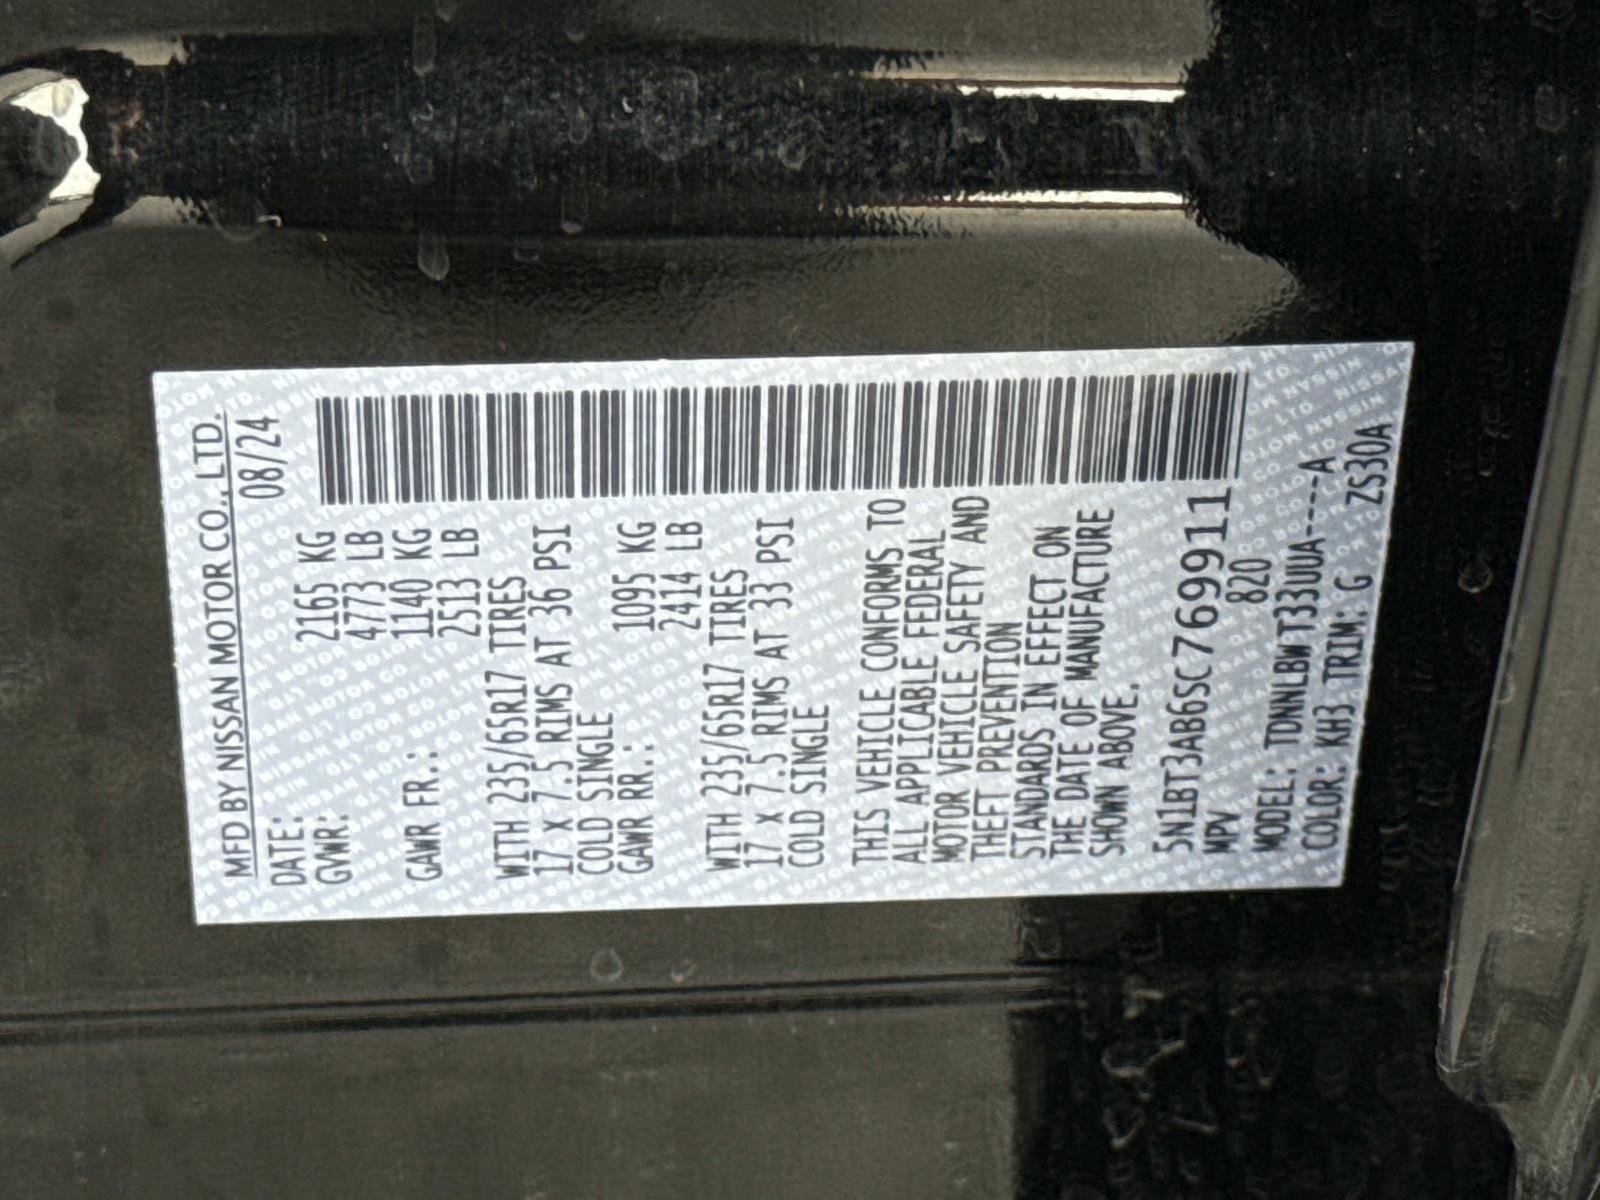 MFD BY NISSAN MOTOR CO., LTD.
DATE: 08/24
GVWR: 2165 KG
4773 LB
GAWR FR.: 1140 KG
2513 LB
WITH 235/65R17 TIRES
17 x 7.5 RIMS AT 36 PSI
COLD SINGLE
GAWR RR.: 1095 KG
2414 LB
WITH 235/65R17 TIRES
17 x 7.5 RIMS AT 33 PSI
COLD SINGLE
THIS VEHICLE CONFORMS TO
ALL APPLICABLE FEDERAL
MOTOR VEHICLE SAFETY AND
THEFT PREVENTION
STANDARDS IN EFFECT ON
THE DATE OF MANUFACTURE
SHOWN ABOVE.
5N1BT3AB6SC769911
MPV 820
MODEL: TDNNLBWT33UUA----A
COLOR: KH3 TRIM: G ZS30A